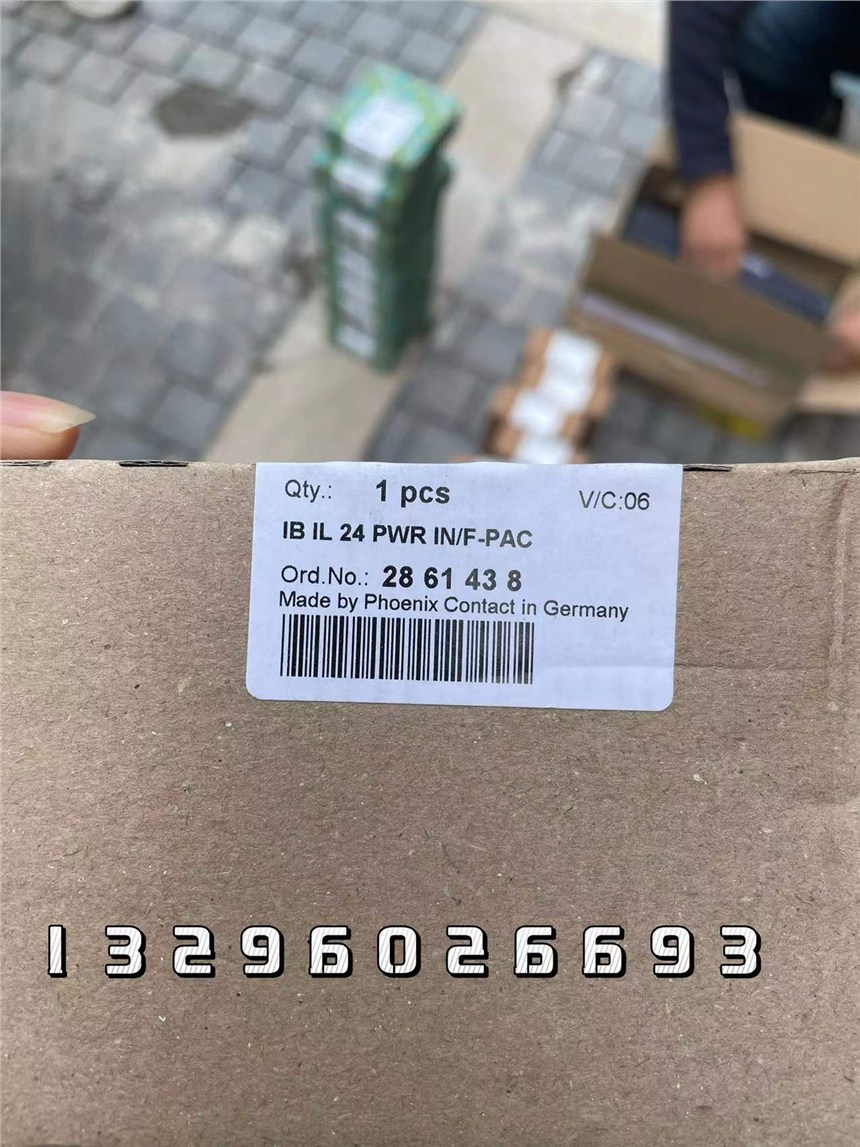 Qty.: 1 pcs V/C:06
IB IL 24 PWR IN/F-PAC
Ord.No.: 28 61 43 8
Made by Phoenix Contact in Germany
13296026693